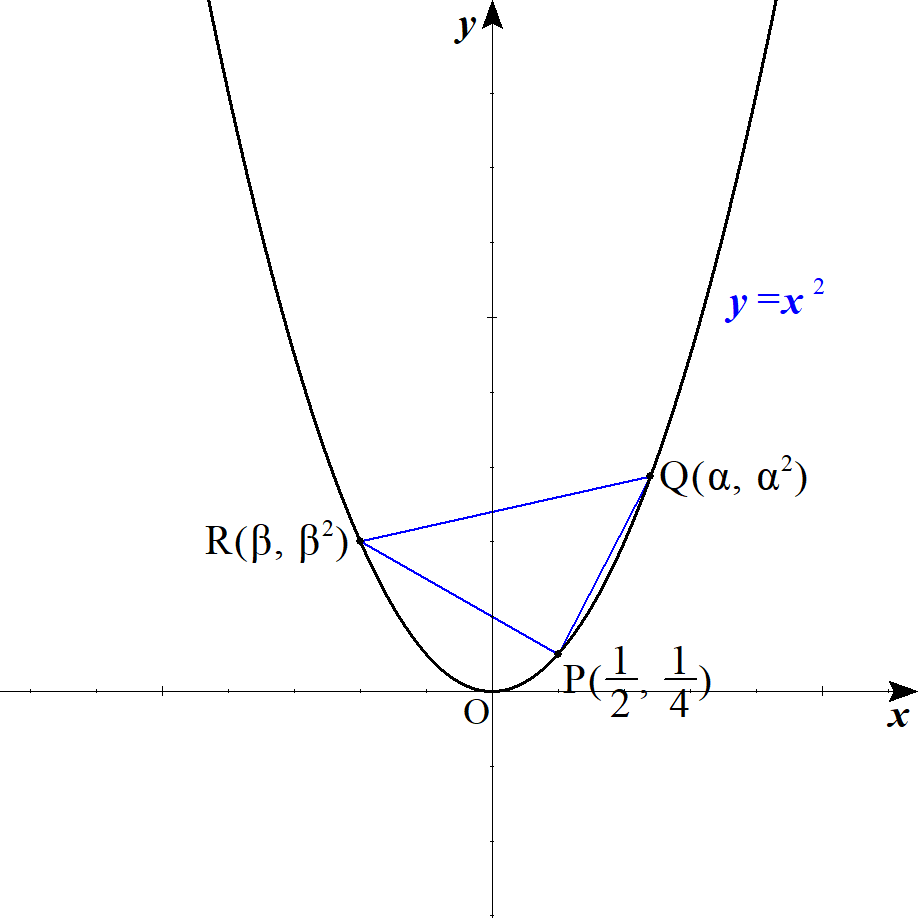 y
y = x²
Q(α, α²)
R(β, β²)
P(1/2, 1/4)
O
x